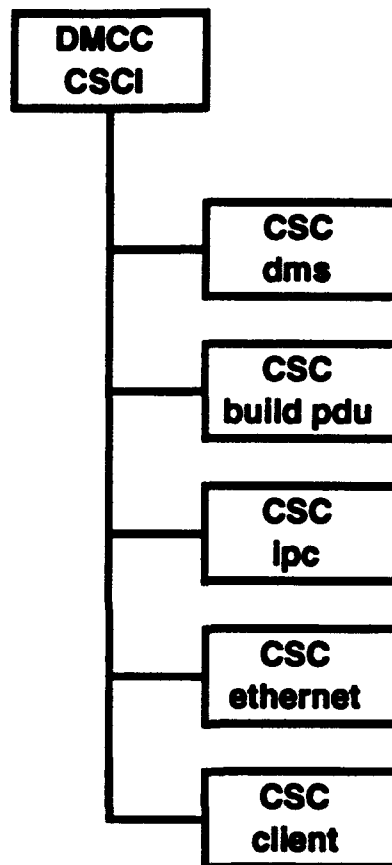 DMCC
CSCI
CSC
dms
CSC
build pdu
CSC
ipc
CSC
ethernet
CSC
client